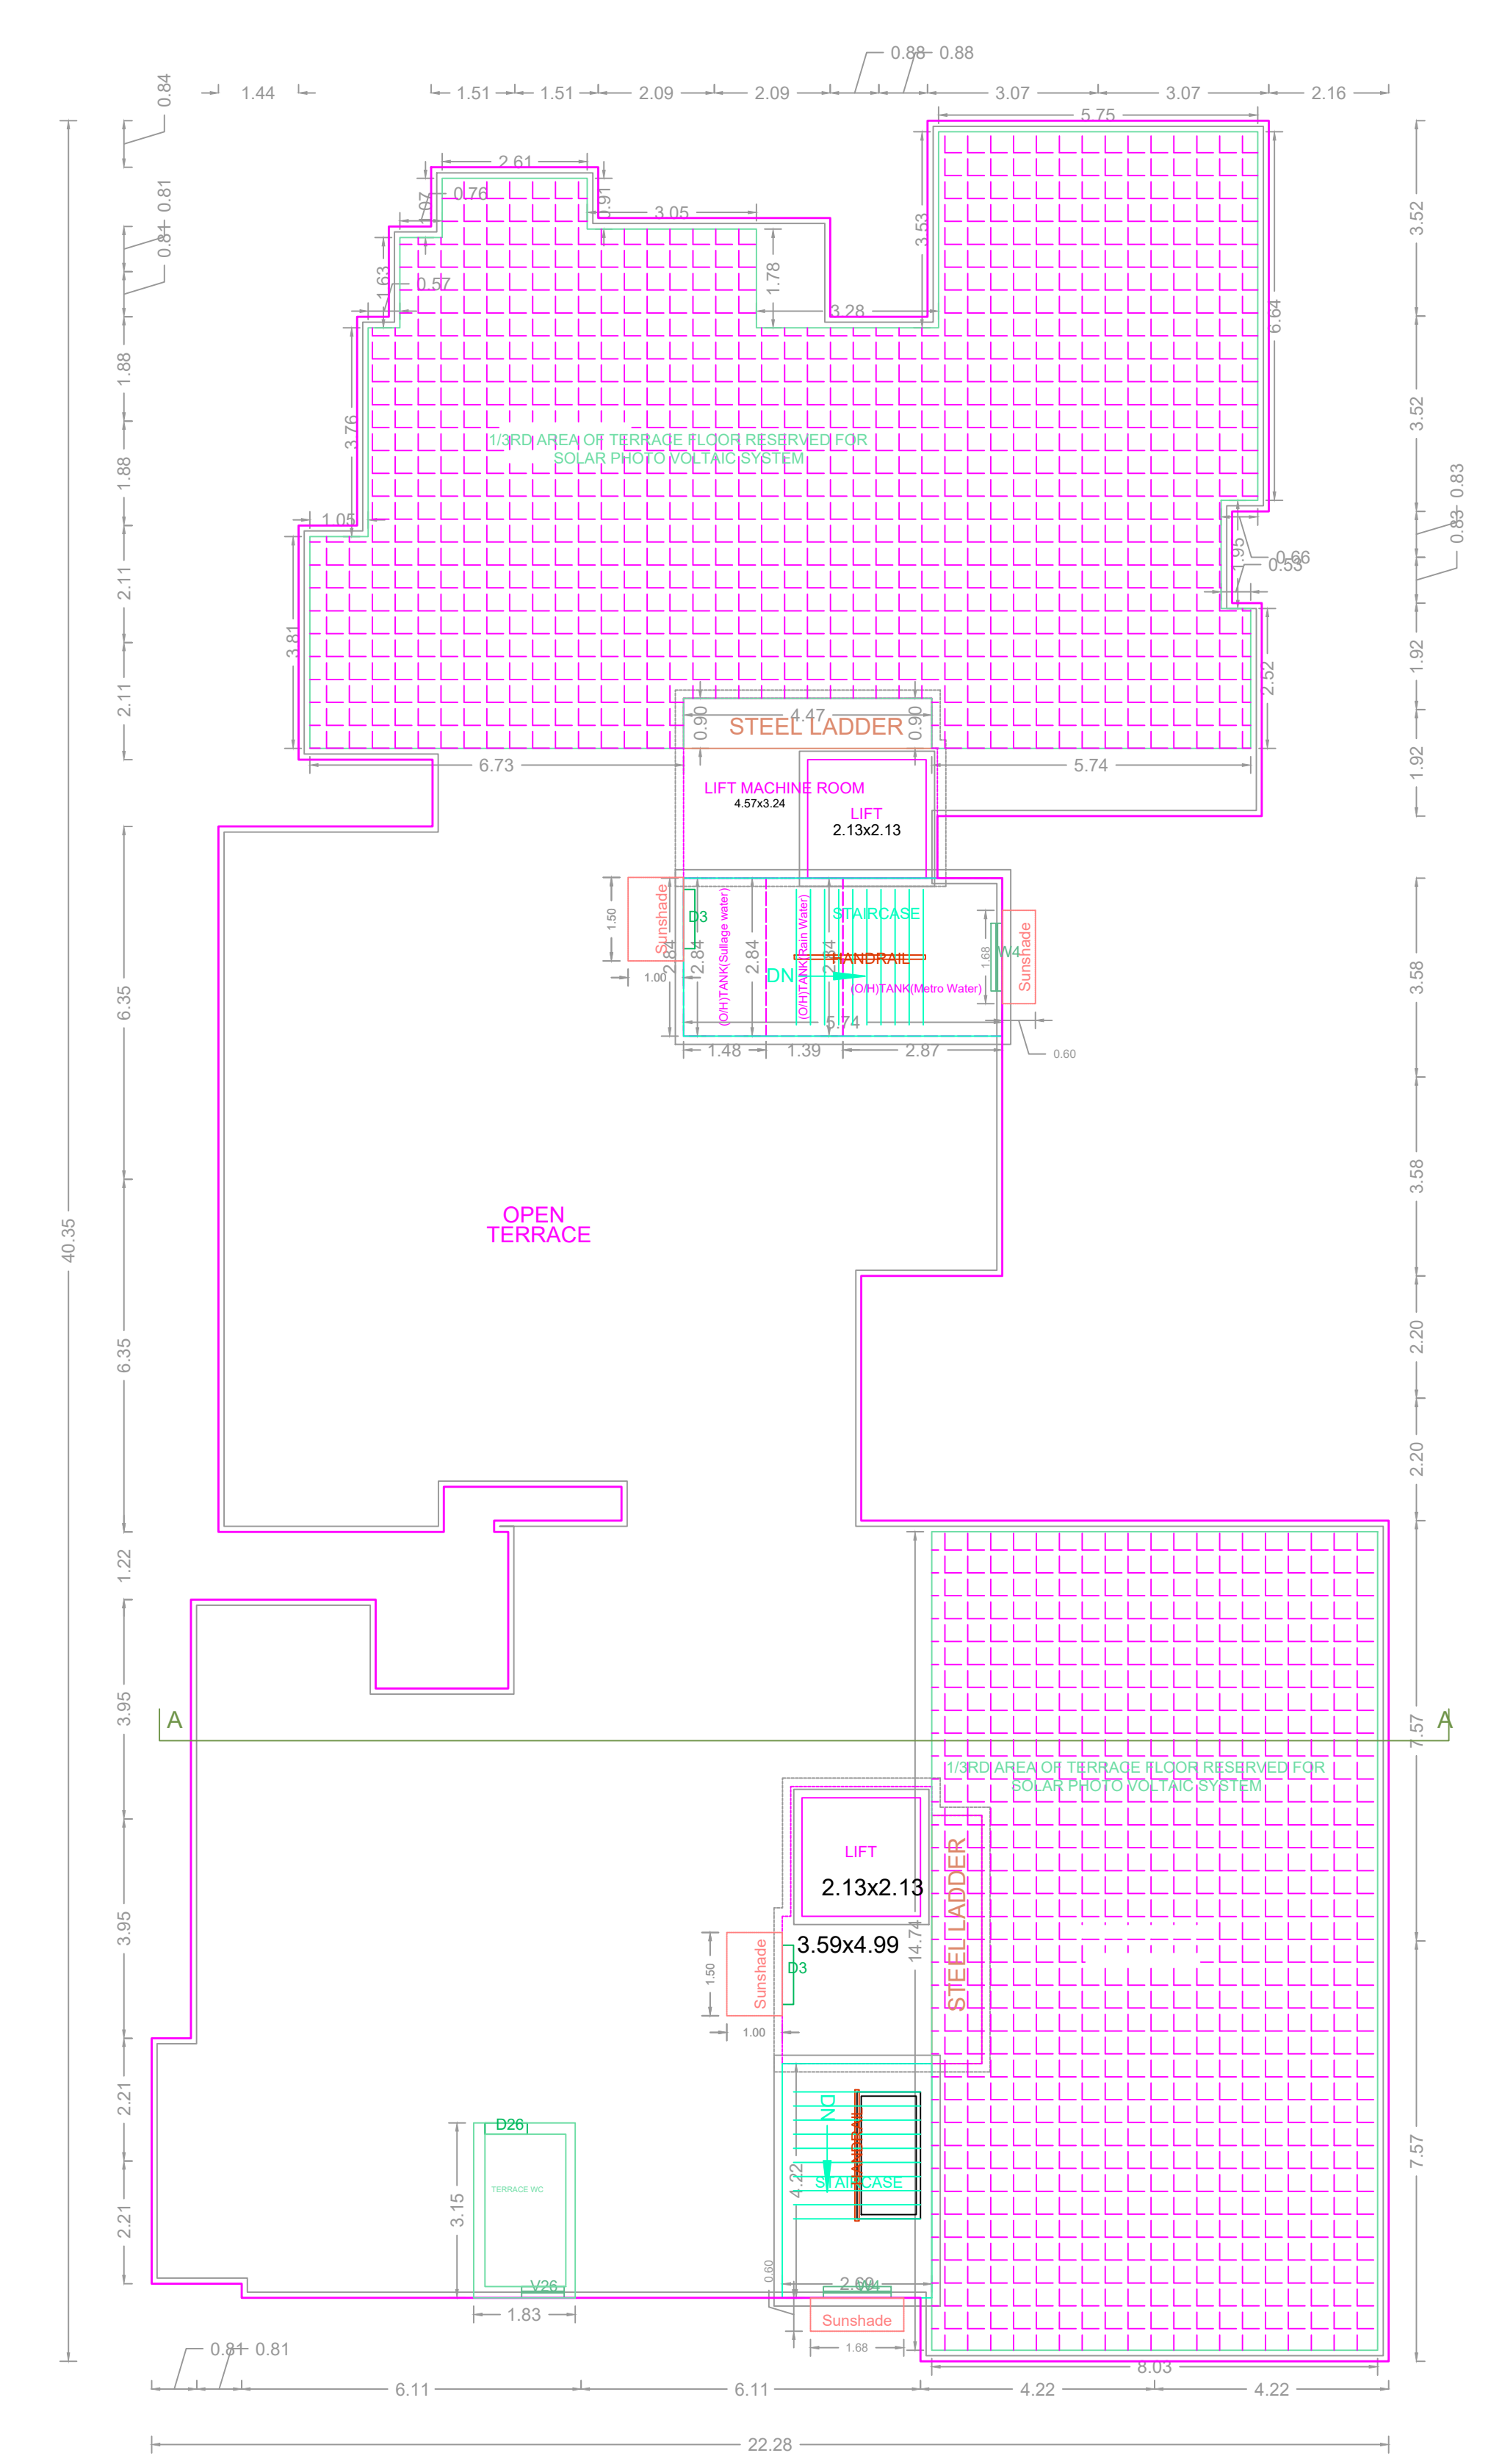 0.88
0.88
0.84
1.44
1.51
1.51
2.09
2.09
3.07
3.07
2.16
5.75
2.61
0.76
0.81
0.81
1.07
0.91
3.05
3.53
3.52
1.63
0.57
1.78
3.28
6.64
1.88
3.76
3.52
1/3RD AREA OF TERRACE FLOOR RESERVED FOR
SOLAR PHOTO VOLTAIC SYSTEM
1.88
0.83
0.83
1.05
1.95
0.66
0.53
2.11
3.81
1.92
2.52
2.11
0.90
4.47
0.90
STEEL LADDER
1.92
6.73
5.74
LIFT MACHINE ROOM
4.57x3.24
LIFT
2.13x2.13
1.50
Sunshade
D3
(O/H)TANK(Sullage water)
(O/H)TANK(Rain Water)
STAIRCASE
2.84
2.84
2.84
2.84
HANDRAIL
1.68
W4
Sunshade
1.00
DN
(O/H)TANK(Metro Water)
3.58
6.35
5.74
1.48
1.39
2.87
0.60
3.58
OPEN
TERRACE
40.35
6.35
2.20
2.20
1.22
3.95
A
A
7.57
1/3RD AREA OF TERRACE FLOOR RESERVED FOR
SOLAR PHOTO VOLTAIC SYSTEM
LIFT
2.13x2.13
STEEL LADDER
3.95
3.59x4.99
14.74
1.50
Sunshade
D3
1.00
2.21
D26
DN
HANDRAIL
STAIRCASE
4.22
7.57
TERRACE WC
3.15
2.21
0.60
V26
2.69
W4
1.83
Sunshade
1.68
0.81
0.81
8.03
6.11
6.11
4.22
4.22
22.28